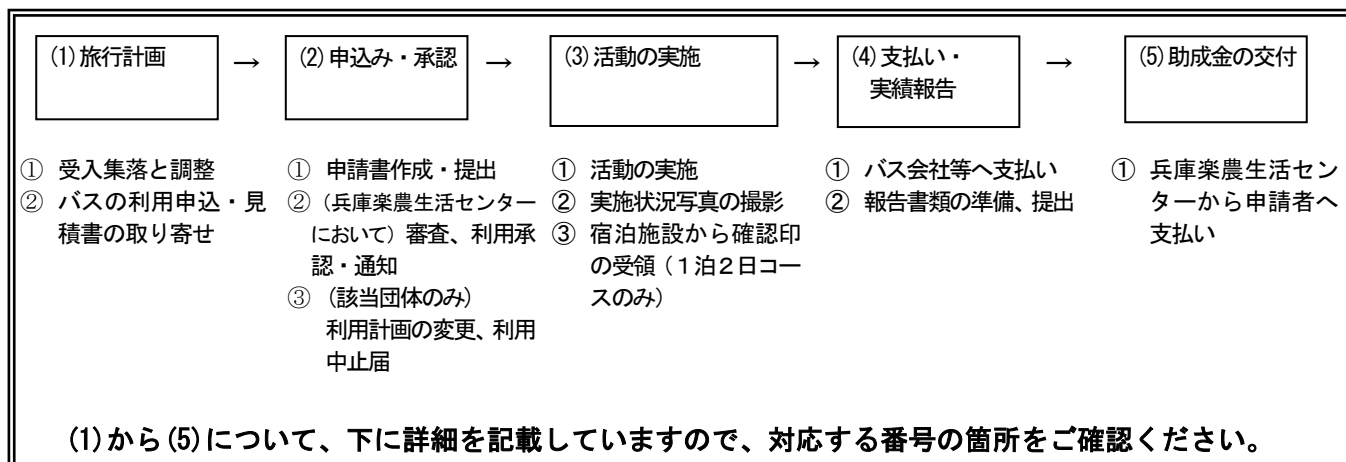 (1)旅行計画 → (2)申込み・承認 → (3)活動の実施 → (4)支払い・ → (5)助成金の交付
実績報告
① 受入集落と調整
② バスの利用申込・見
積書の取り寄せ
① 申請書作成・提出
② (兵庫楽農生活センター
において) 審査、利用承
認・通知
③ (該当団体のみ)
利用計画の変更、利用
中止届
① 活動の実施
② 実施状況写真の撮影
③ 宿泊施設から確認印
の受領(1泊2日コー
スのみ)
① バス会社等へ支払い
② 報告書類の準備、提出
① 兵庫楽農生活セン
ターから申請者へ
支払い
(1)から(5)について、下に詳細を記載していますので、対応する番号の箇所をご確認ください。